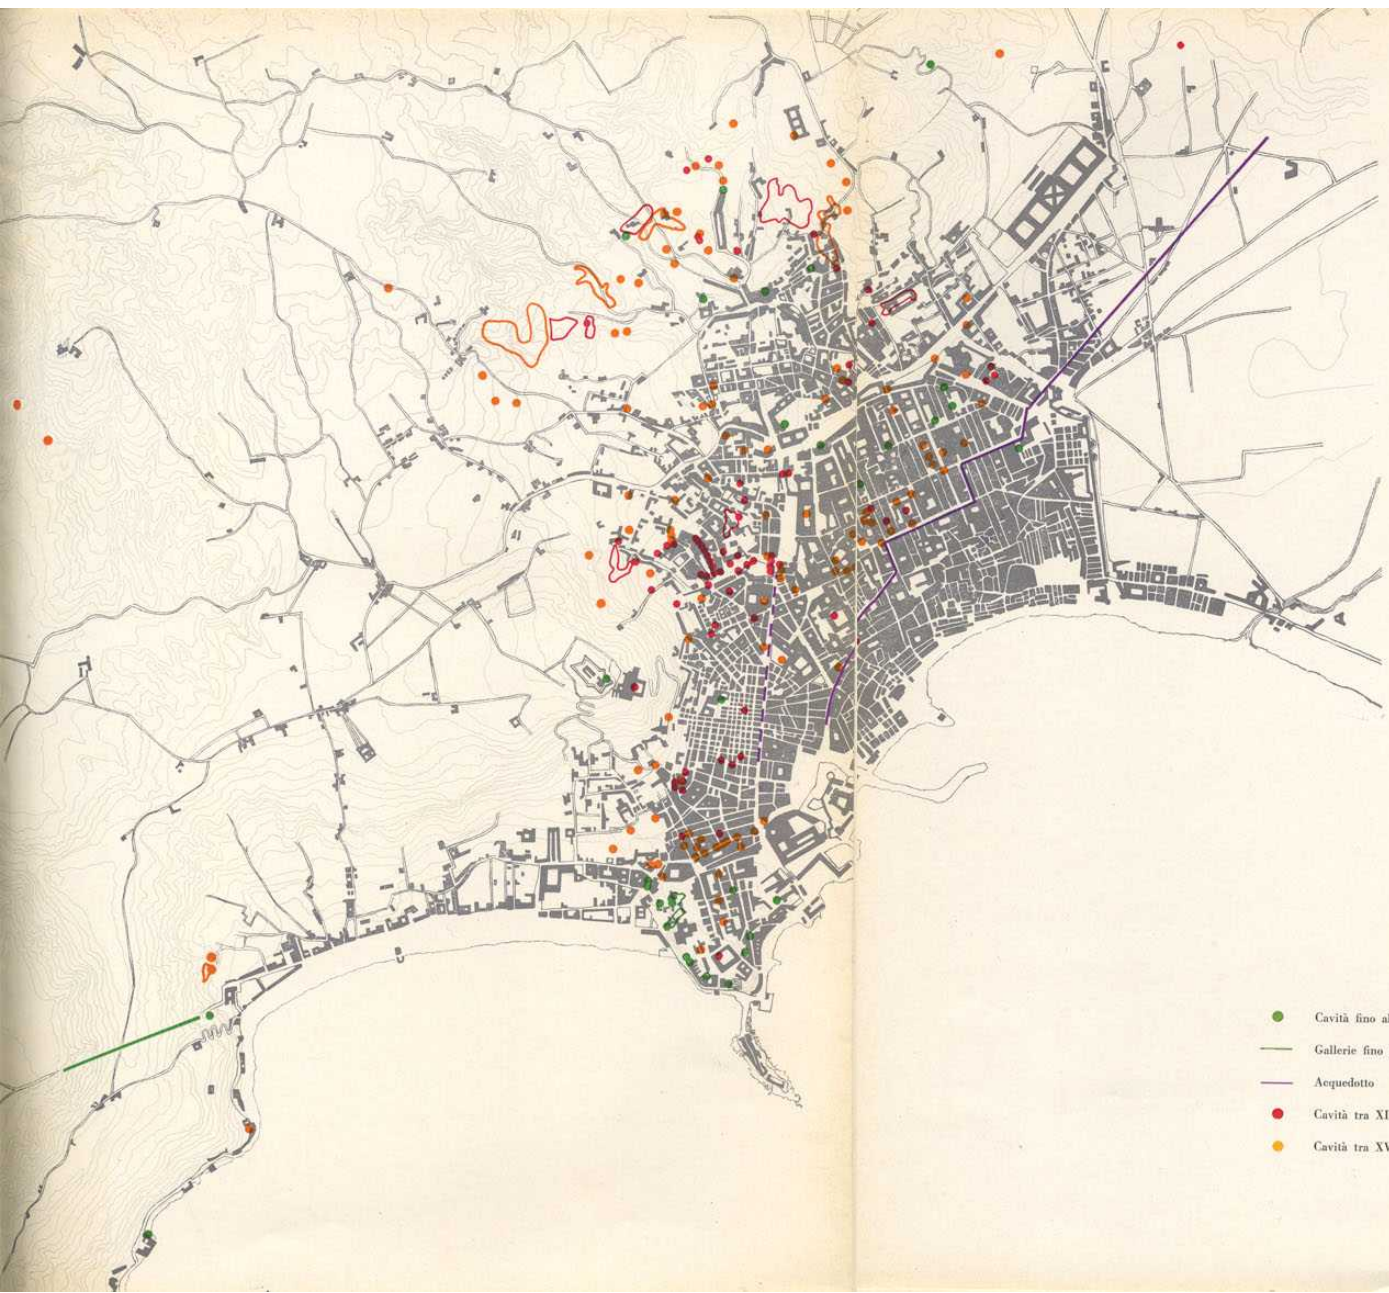 Cavità fino al
Gallerie fino
Acquedotto
Cavità tra XI
Cavità tra XV